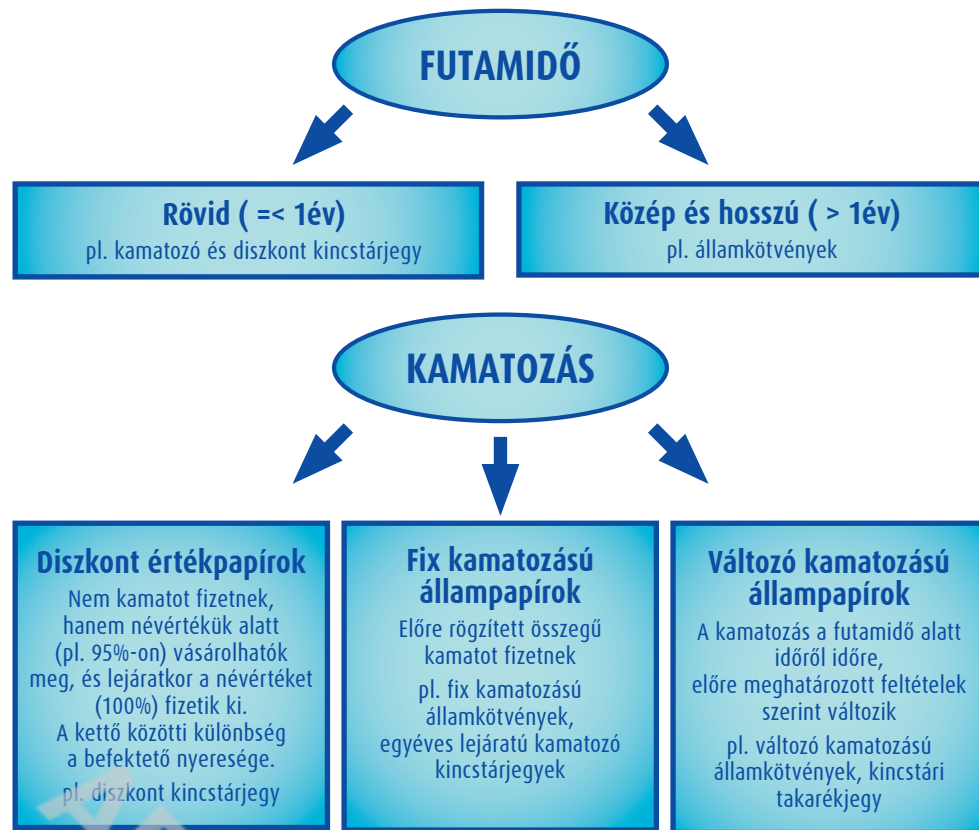 FUTAMIDŐ
Rövid ( =< 1év)
pl. kamatozó és diszkont kincstárjegy
Közép és hosszú ( > 1év)
pl. államkötvények
KAMATOZÁS
Diszkont értékpapírok
Nem kamatot fizetnek,
hanem névértékük alatt
(pl. 95%-on) vásárolhatók
meg, és lejáratkor a névértéket
(100%) fizetik ki.
A kettő közötti különbség
a befektető nyeresége.
pl. diszkont kincstárjegy
Fix kamatozású
állampapírok
Előre rögzített összegű
kamatot fizetnek
pl. fix kamatozású
államkötvények,
egyéves lejáratú kamatozó
kincstárjegyek
Változó kamatozású
állampapírok
A kamatozás a futamidő alatt
időről időre,
előre meghatározott feltételek
szerint változik
pl. változó kamatozású
államkötvények, kincstári
takarékjegy